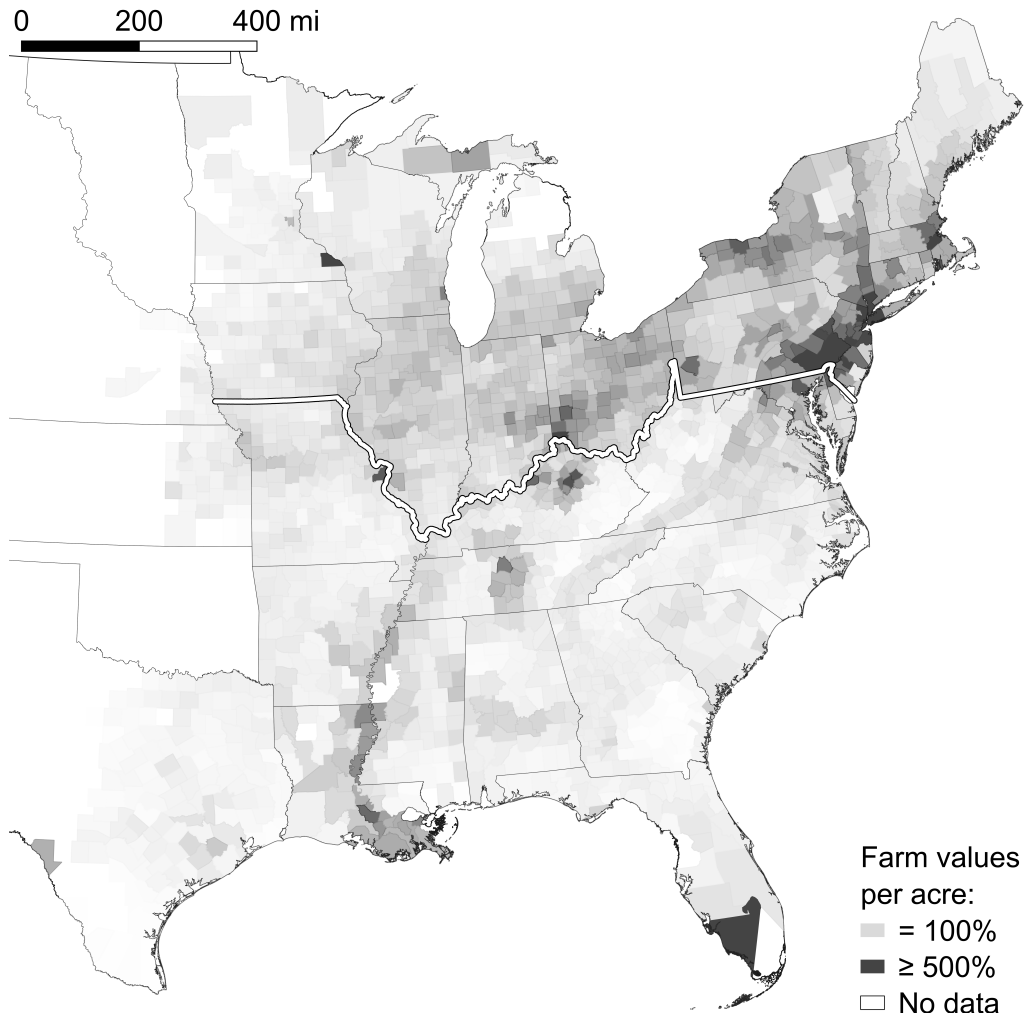 0 200 400 mi
Farm values
per acre:
= 100%
≥ 500%
No data